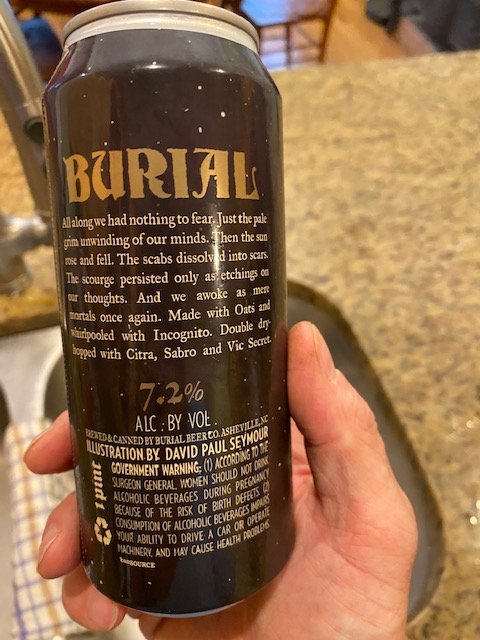 BURIAL
All along we had nothing to fear. Just the pale
grim unwinding of our minds. Then the sun
rose and fell. The scabs dissolved into scars.
The scourge persisted only as etchings on
our thoughts. And we awoke as mere
mortals once again. Made with Oats and
whirlpooled with Incognito. Double dry-
hopped with Citra, Sabro and Vic Secret.
7.2%
ALC. BY VOL.
BREWED & CANNED BY BURIAL BEER CO. ASHEVILLE, NC
ILLUSTRATION BY DAVID PAUL SEYMOUR
GOVERNMENT WARNING: (1) ACCORDING TO THE
SURGEON GENERAL, WOMEN SHOULD NOT DRINK
ALCOHOLIC BEVERAGES DURING PREGNANCY
BECAUSE OF THE RISK OF BIRTH DEFECTS. (2)
CONSUMPTION OF ALCOHOLIC BEVERAGES IMPAIRS
YOUR ABILITY TO DRIVE A CAR OR OPERATE
MACHINERY, AND MAY CAUSE HEALTH PROBLEMS.
1 pint